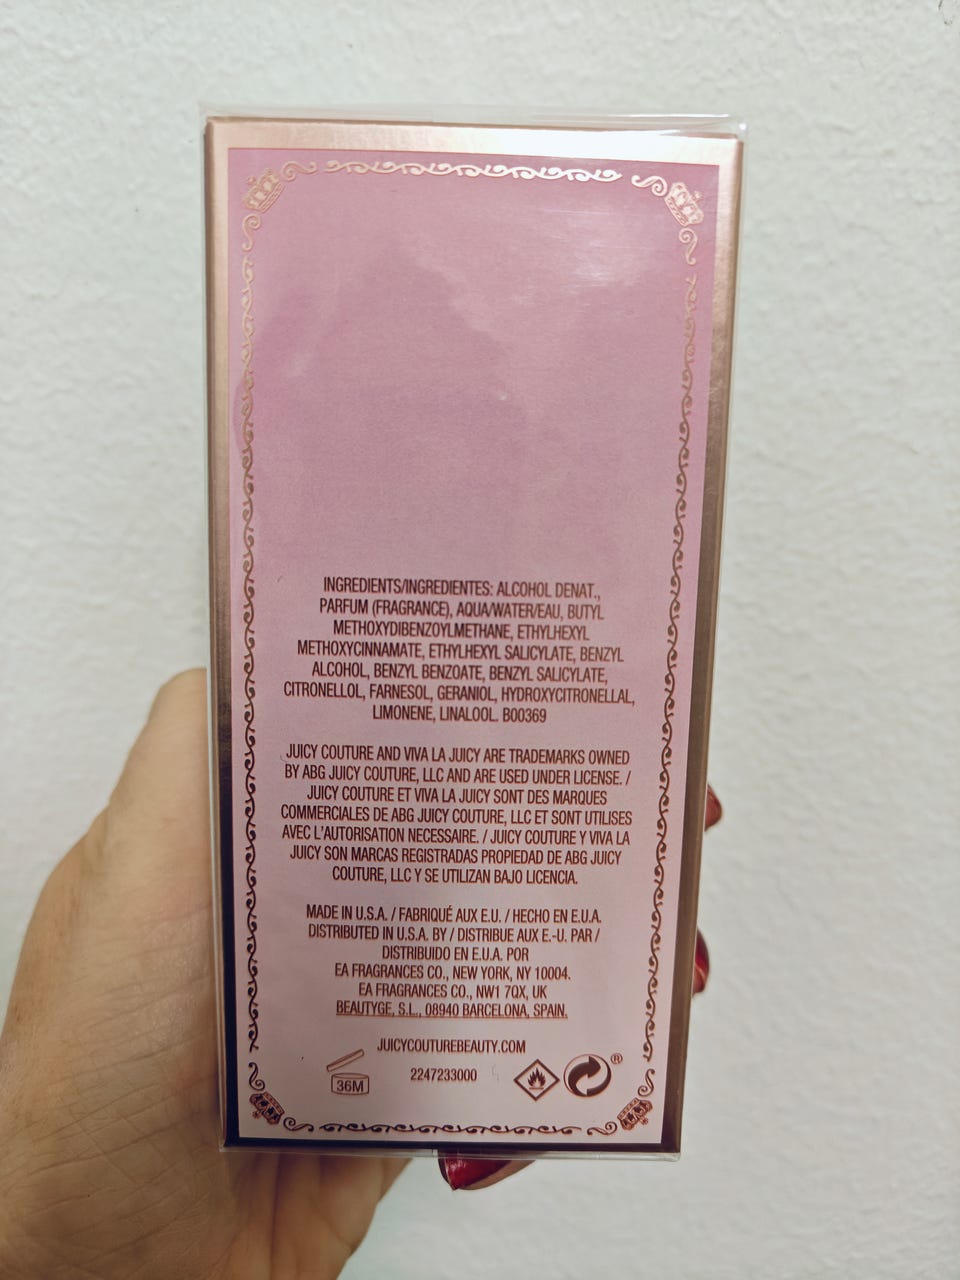 INGREDIENTS/INGREDIENTES: ALCOHOL DENAT.,
PARFUM (FRAGRANCE), AQUA/WATER/EAU, BUTYL
METHOXYDIBENZOYLMETHANE, ETHYLHEXYL
METHOXYCINNAMATE, ETHYLHEXYL SALICYLATE, BENZYL
ALCOHOL, BENZYL BENZOATE, BENZYL SALICYLATE,
CITRONELLOL, FARNESOL, GERANIOL, HYDROXYCITRONELLAL,
LIMONENE, LINALOOL. B00369
JUICY COUTURE AND VIVA LA JUICY ARE TRADEMARKS OWNED
BY ABG JUICY COUTURE, LLC AND ARE USED UNDER LICENSE. /
JUICY COUTURE ET VIVA LA JUICY SONT DES MARQUES
COMMERCIALES DE ABG JUICY COUTURE, LLC ET SONT UTILISES
AVEC L'AUTORISATION NECESSAIRE. / JUICY COUTURE Y VIVA LA
JUICY SON MARCAS REGISTRADAS PROPIEDAD DE ABG JUICY
COUTURE, LLC Y SE UTILIZAN BAJO LICENCIA.
MADE IN U.S.A. / FABRIQUÉ AUX E.U. / HECHO EN E.U.A.
DISTRIBUTED IN U.S.A. BY / DISTRIBUE AUX E.-U. PAR /
DISTRIBUIDO EN E.U.A. POR
EA FRAGRANCES CO., NEW YORK, NY 10004.
EA FRAGRANCES CO., NW1 7QX, UK
BEAUTYGE, S.L., 08940 BARCELONA, SPAIN.
JUICYCOUTUREBEAUTY.COM
36M 2247233000 ®